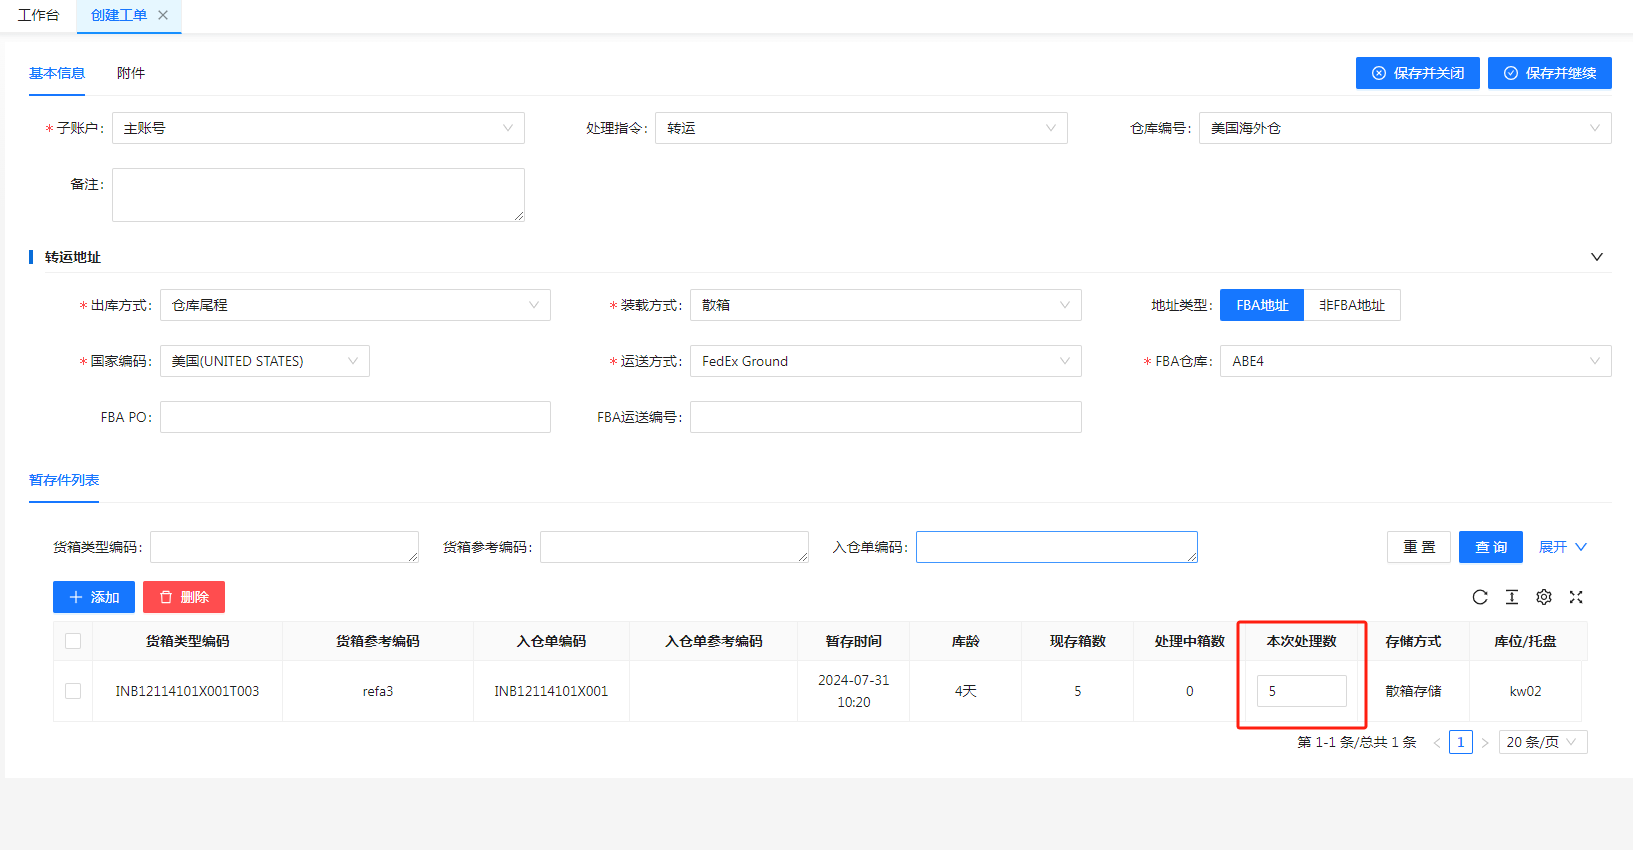 工作台 创建工单
基本信息 附件 保存并关闭 保存并继续
* 子账户: 主账号 处理指令: 转运 仓库编号: 美国海外仓
备注:
转运地址
* 出库方式: 仓库尾程 * 装载方式: 散箱 地址类型: FBA地址 非FBA地址
* 国家编码: 美国(UNITED STATES) * 运送方式: FedEx Ground * FBA仓库: ABE4
FBA PO: FBA运送编号:
暂存件列表
货箱类型编码: 货箱参考编码: 入仓单编码: 重置 查询 展开
添加 删除
货箱类型编码 货箱参考编码 入仓单编码 入仓单参考编码 暂存时间 库龄 现存箱数 处理中箱数 本次处理数 存储方式 库位/托盘
INB12114101X001T003 refa3 INB12114101X001 2024-07-31 10:20 4天 5 0 5 散箱存储 kw02
第 1-1 条/总共 1 条 < 1 > 20 条/页